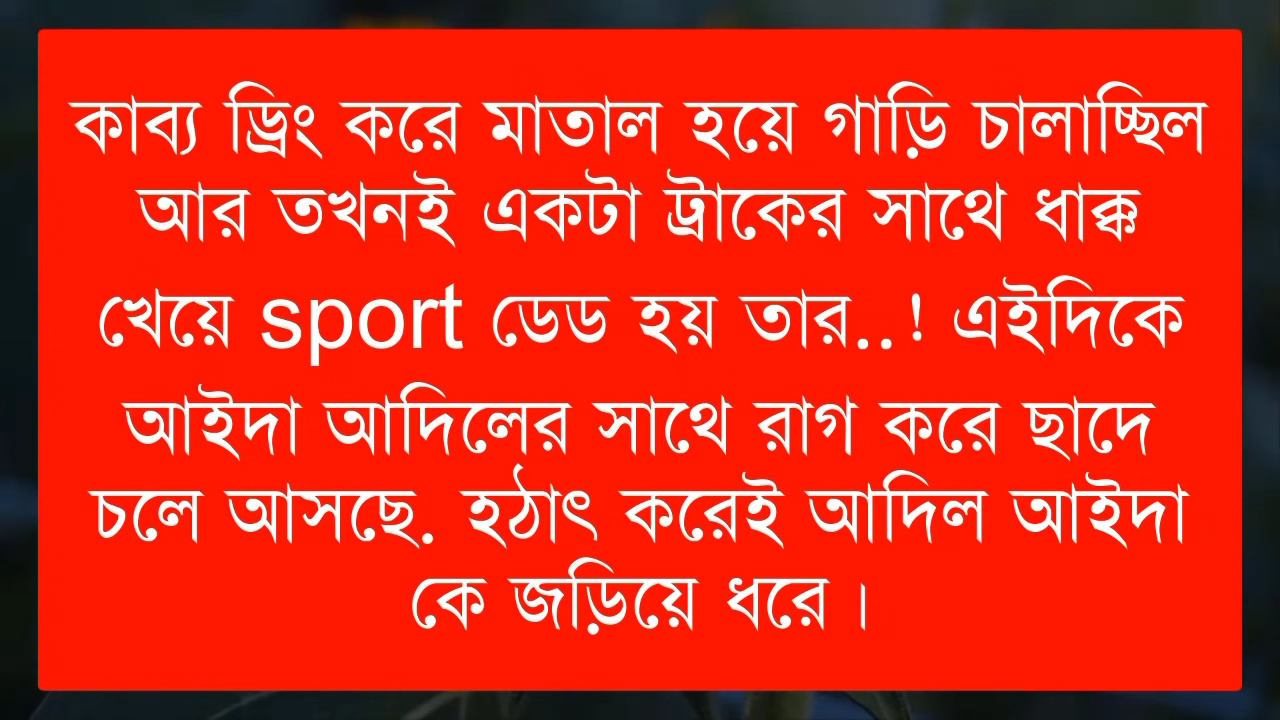 কাব্য ড্রিং করে মাতাল হয়ে গাড়ি চালাচ্ছিল
আর তখনই একটা ট্রাকের সাথে ধাক্ক
খেয়ে sport ডেড হয় তার..! এইদিকে
আইদা আদিলের সাথে রাগ করে ছাদে
চলে আসছে. হঠাৎ করেই আদিল আইদা
কে জড়িয়ে ধরে।